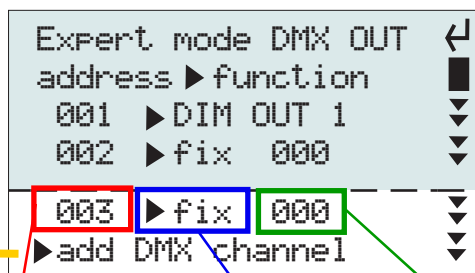 Expert mode DMX OUT
address ▶ function
001 ▶DIM OUT 1
002 ▶fix 000
003 ▶fix 000
▶add DMX channel